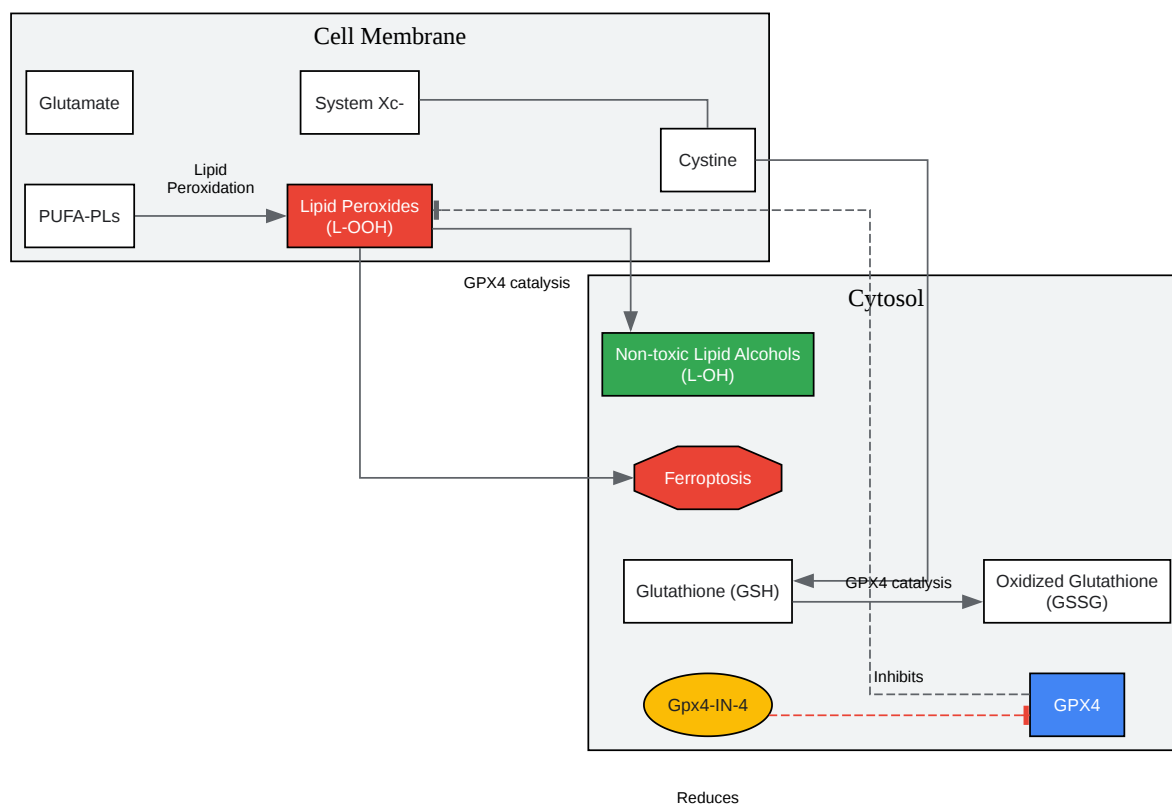 Cell Membrane
Glutamate
System Xc-
Cystine
Lipid
Peroxidation
PUFA-PLs
Lipid Peroxides
(L-OOH)
GPX4 catalysis
Cytosol
Non-toxic Lipid Alcohols
(L-OH)
Ferroptosis
Glutathione (GSH)
GPX4 catalysis
Oxidized Glutathione
(GSSG)
Inhibits
Gpx4-IN-4
GPX4
Reduces